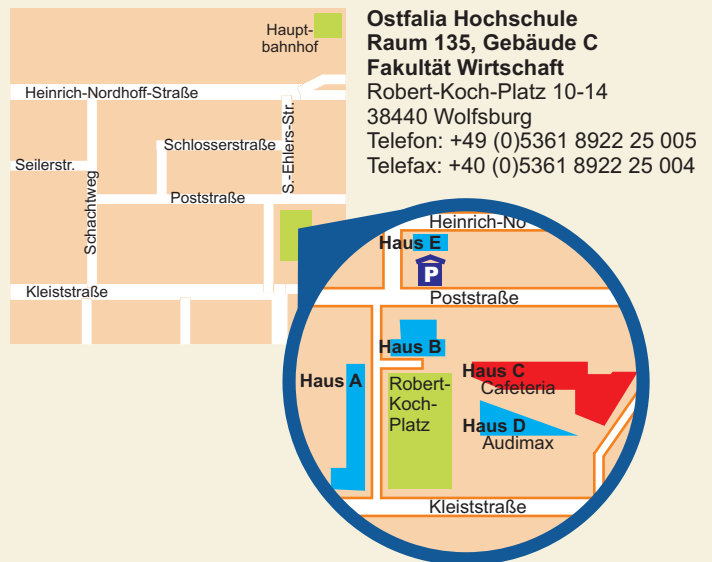 Haupt-
bahnhof
Heinrich-Nordhoff-Straße
Schlosserstraße
S.-Ehlers-Str.
Seilerstr.
Schachtweg
Poststraße
Kleiststraße
Ostfalia Hochschule
Raum 135, Gebäude C
Fakultät Wirtschaft
Robert-Koch-Platz 10-14
38440 Wolfsburg
Telefon: +49 (0)5361 8922 25 005
Telefax: +40 (0)5361 8922 25 004
Heinrich-No
Haus E
P
Poststraße
Haus B
Haus A
Robert-
Koch-
Platz
Haus C
Cafeteria
Haus D
Audimax
Kleiststraße